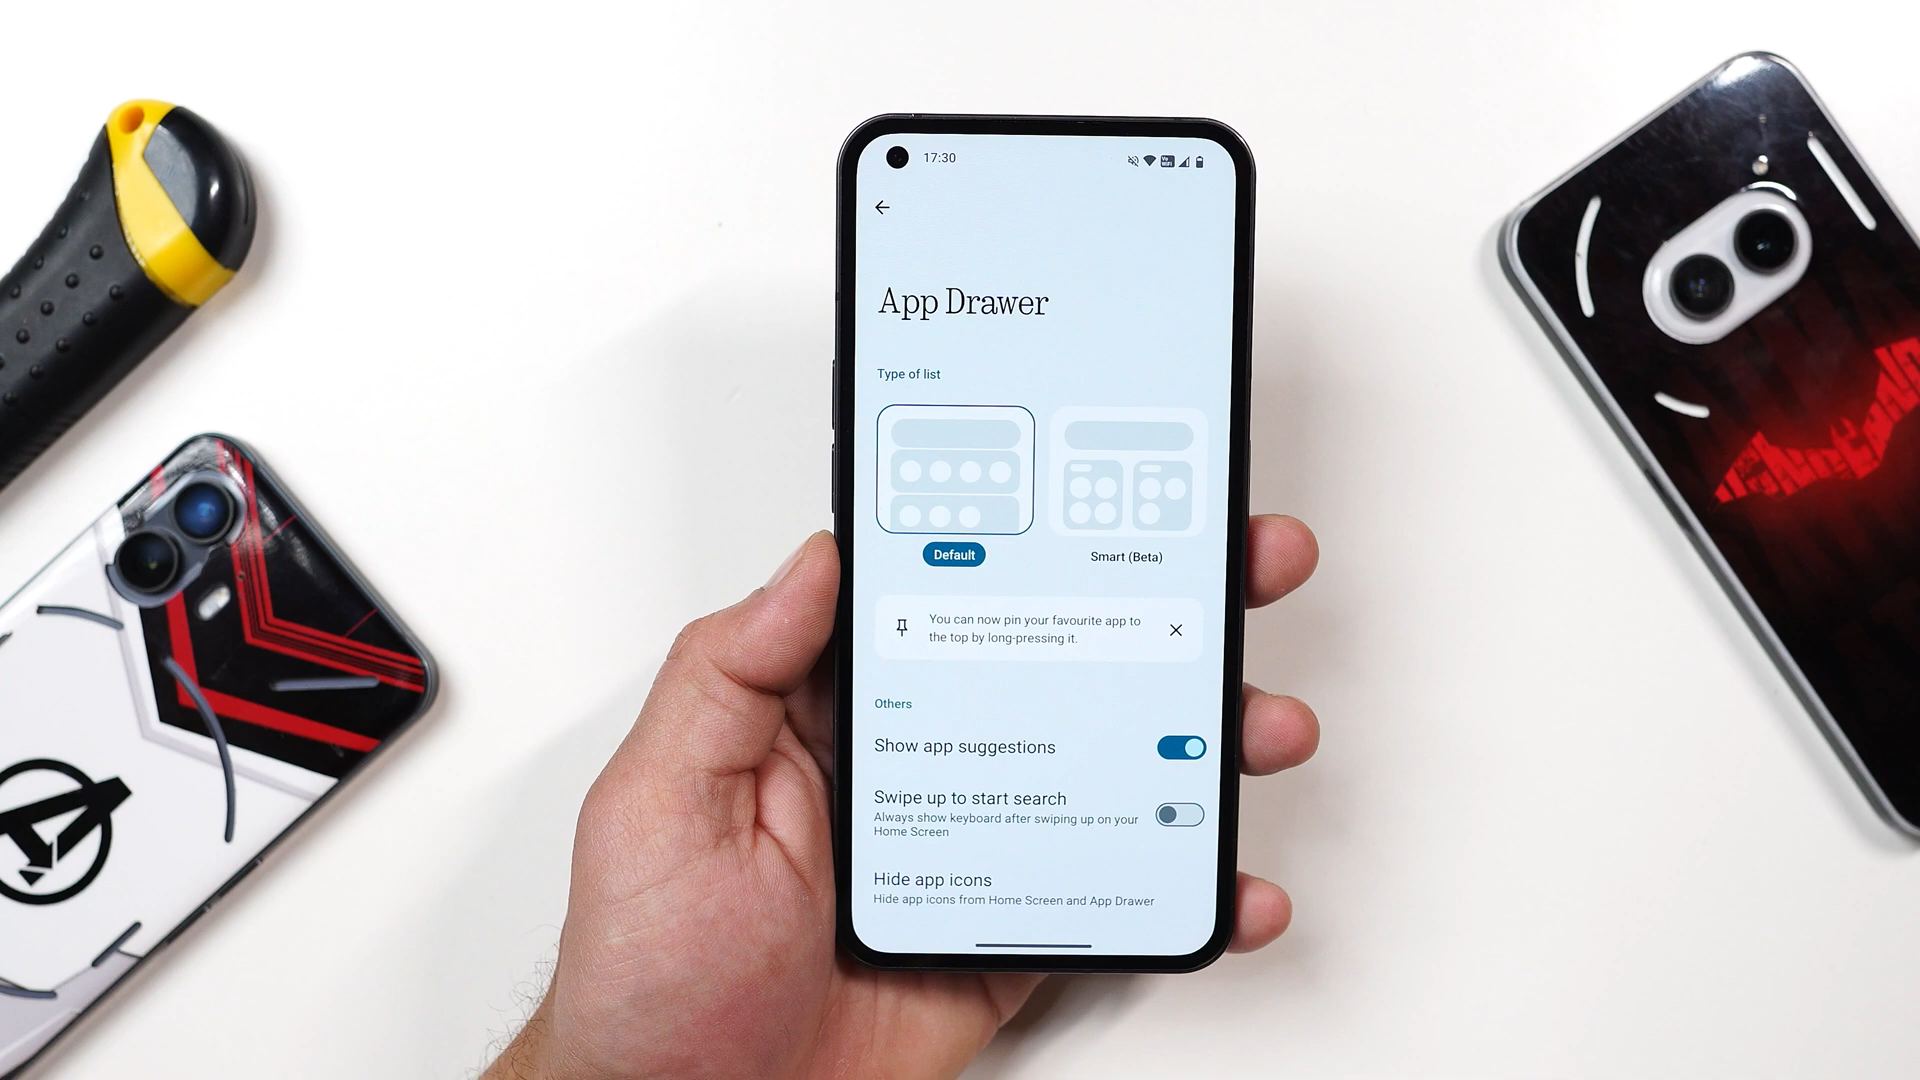 17:30
App Drawer
Type of list
Default
Smart (Beta)
You can now pin your favourite app to
the top by long-pressing it.
Others
Show app suggestions
Swipe up to start search
Always show keyboard after swiping up on your
Home Screen
Hide app icons
Hide app icons from Home Screen and App Drawer